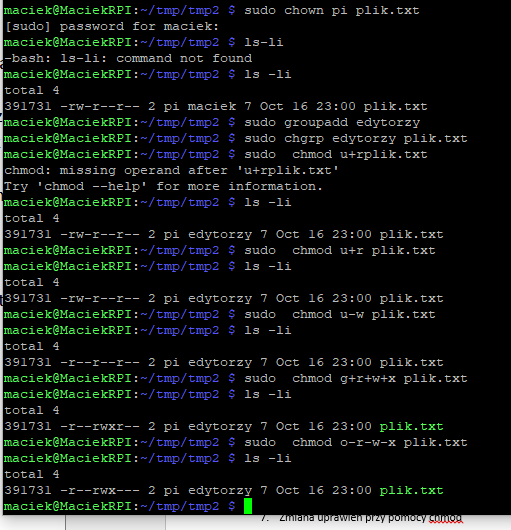 maciek@MaciekRPI:~/tmp/tmp2 $ sudo chown pi plik.txt
[sudo] password for maciek:
maciek@MaciekRPI:~/tmp/tmp2 $ ls-li
-bash: ls-li: command not found
maciek@MaciekRPI:~/tmp/tmp2 $ ls -li
total 4
391731 -rw-r--r-- 2 pi maciek 7 Oct 16 23:00 plik.txt
maciek@MaciekRPI:~/tmp/tmp2 $ sudo groupadd edytorzy
maciek@MaciekRPI:~/tmp/tmp2 $ sudo chgrp edytorzy plik.txt
maciek@MaciekRPI:~/tmp/tmp2 $ sudo  chmod u+rplik.txt
chmod: missing operand after 'u+rplik.txt'
Try 'chmod --help' for more information.
maciek@MaciekRPI:~/tmp/tmp2 $ ls -li
total 4
391731 -rw-r--r-- 2 pi edytorzy 7 Oct 16 23:00 plik.txt
maciek@MaciekRPI:~/tmp/tmp2 $ sudo  chmod u+r plik.txt
maciek@MaciekRPI:~/tmp/tmp2 $ ls -li
total 4
391731 -rw-r--r-- 2 pi edytorzy 7 Oct 16 23:00 plik.txt
maciek@MaciekRPI:~/tmp/tmp2 $ sudo  chmod u-w plik.txt
maciek@MaciekRPI:~/tmp/tmp2 $ ls -li
total 4
391731 -r--r--r-- 2 pi edytorzy 7 Oct 16 23:00 plik.txt
maciek@MaciekRPI:~/tmp/tmp2 $ sudo  chmod g+r+w+x plik.txt
maciek@MaciekRPI:~/tmp/tmp2 $ ls -li
total 4
391731 -r--rwxr-- 2 pi edytorzy 7 Oct 16 23:00 plik.txt
maciek@MaciekRPI:~/tmp/tmp2 $ sudo  chmod o-r-w-x plik.txt
maciek@MaciekRPI:~/tmp/tmp2 $ ls -li
total 4
391731 -r--rwx--- 2 pi edytorzy 7 Oct 16 23:00 plik.txt
maciek@MaciekRPI:~/tmp/tmp2 $
7. Zmiana uprawień przy pomocy chmod